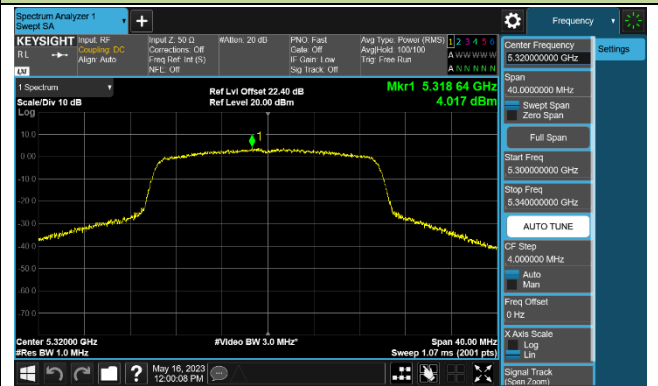 Spectrum Analyzer 1
Swept SA
+
Frequency
KEYSIGHT
RL
LXI
Input: RF
Coupling: DC
Align: Auto
Input Z: 50 Ω
Corrections: Off
Freq Ref: Int (S)
NFE: Off
#Atten: 20 dB
PNO: Fast
Gate: Off
IF Gain: Low
Sig Track: Off
Avg Type: Power (RMS)
Avg|Hold: 100/100
Trig: Free Run
1 2 3 4 5 6
A W W W W W
A N N N N N
1 Spectrum
Scale/Div 10 dB
Log
Ref Lvl Offset 22.40 dB
Ref Level 20.00 dBm
Mkr1 5.318 64 GHz
4.017 dBm
1
10.0
0.00
-10.0
-20.0
-30.0
-40.0
-50.0
-60.0
-70.0
Center 5.32000 GHz
#Res BW 1.0 MHz
#Video BW 3.0 MHz*
Span 40.00 MHz
Sweep 1.07 ms (2001 pts)
?
May 16, 2023
12:00:08 PM
Center Frequency
5.320000000 GHz
Settings
Span
40.0000000 MHz
Swept Span
Zero Span
Full Span
Start Freq
5.300000000 GHz
Stop Freq
5.340000000 GHz
AUTO TUNE
CF Step
4.000000 MHz
Auto
Man
Freq Offset
0 Hz
X Axis Scale
Log
Lin
Signal Track
(Span Zoom)